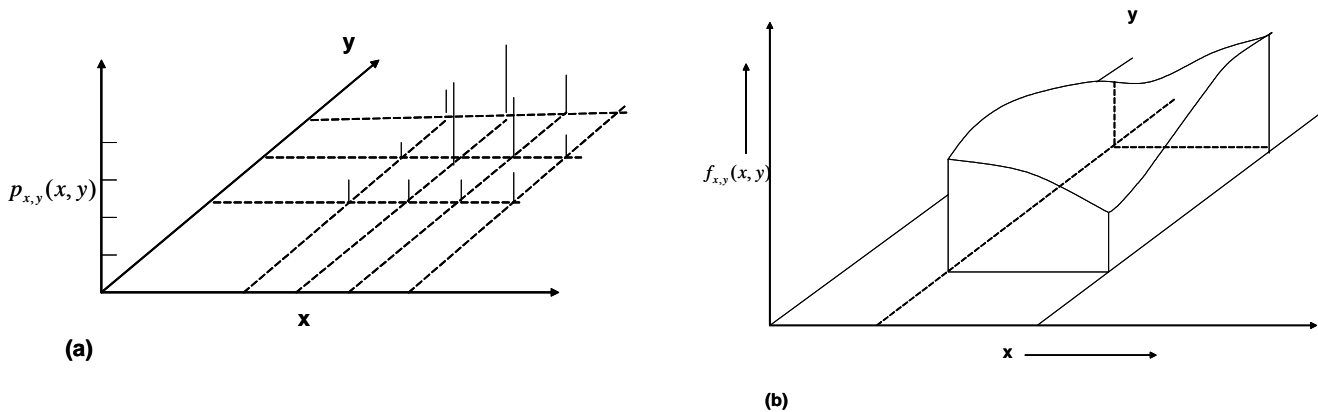 y
p_{x,y}(x, y)
x
(a)
y
f_{x,y}(x, y)
x
(b)